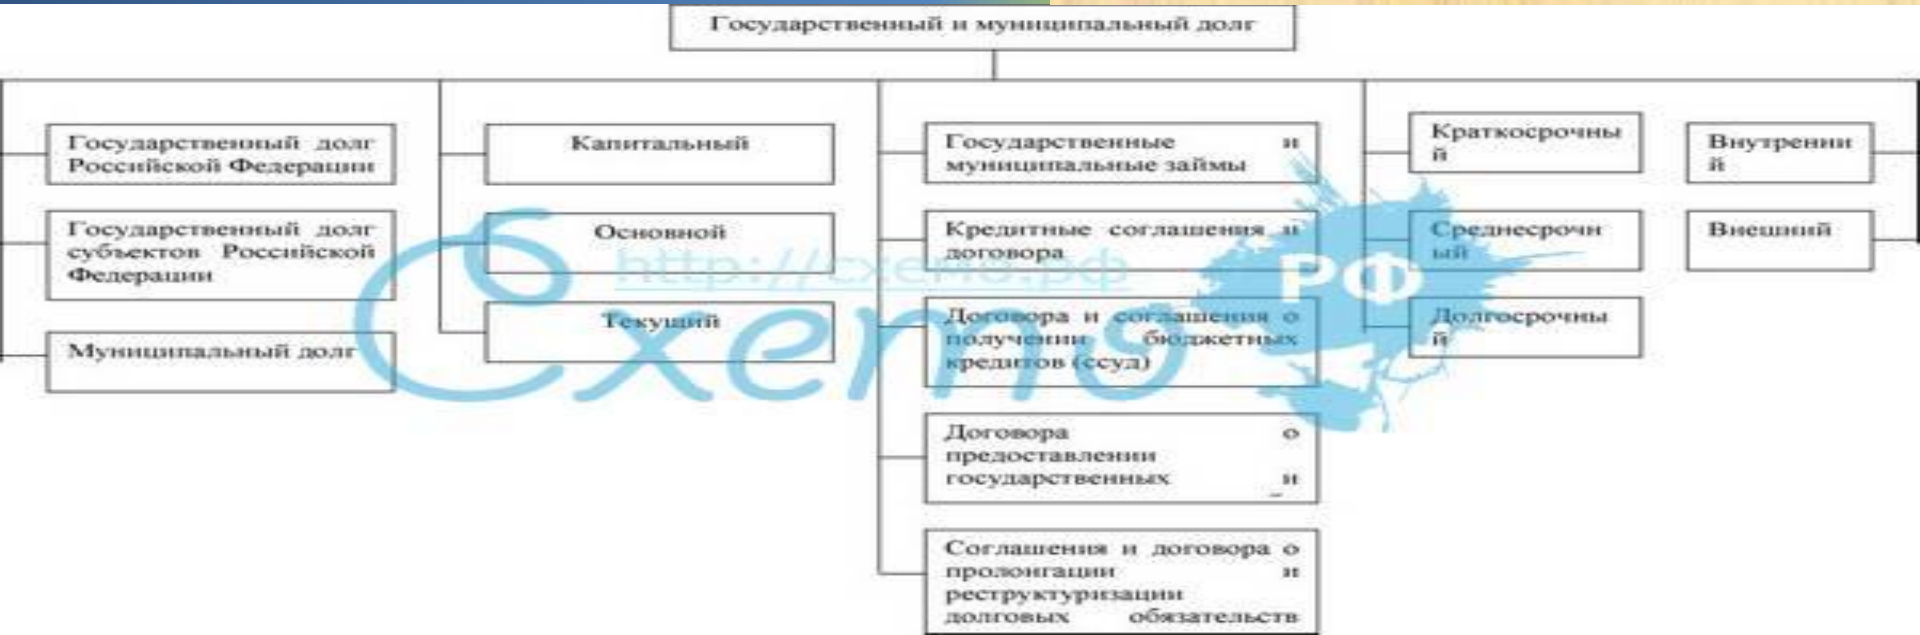 Государственный и муниципальный долг
Государственный долг
Российской Федерации
Государственный долг
субъектов Российской
Федерации
Муниципальный долг
Капитальный
Основной
Текущий
Государственные и
муниципальные займы
Кредитные соглашения и
договора
Договора и соглашения о
получении бюджетных
кредитов (ссуд)
Договора о
предоставлении
государственных и
Соглашения и договора о
пролонгации и
реструктуризации
долговых обязательств
Краткосрочны
й
Среднесрочн
ый
Долгосрочны
й
Внутренни
й
Внешний
http://схемо.рф
Схемо
РФ